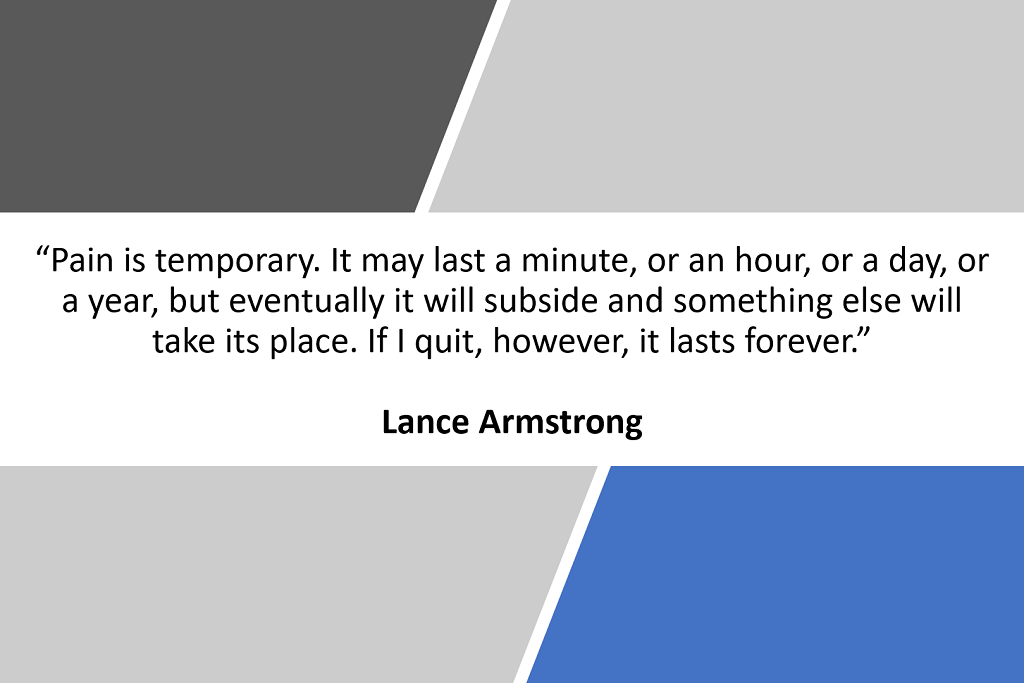 “Pain is temporary. It may last a minute, or an hour, or a day, or
a year, but eventually it will subside and something else will
take its place. If I quit, however, it lasts forever.”
Lance Armstrong